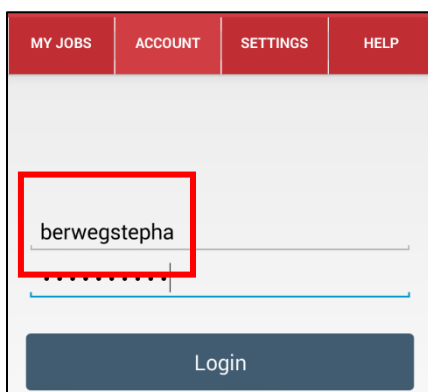 MY JOBS ACCOUNT SETTINGS HELP
berwegstepha
••••••••••
Login